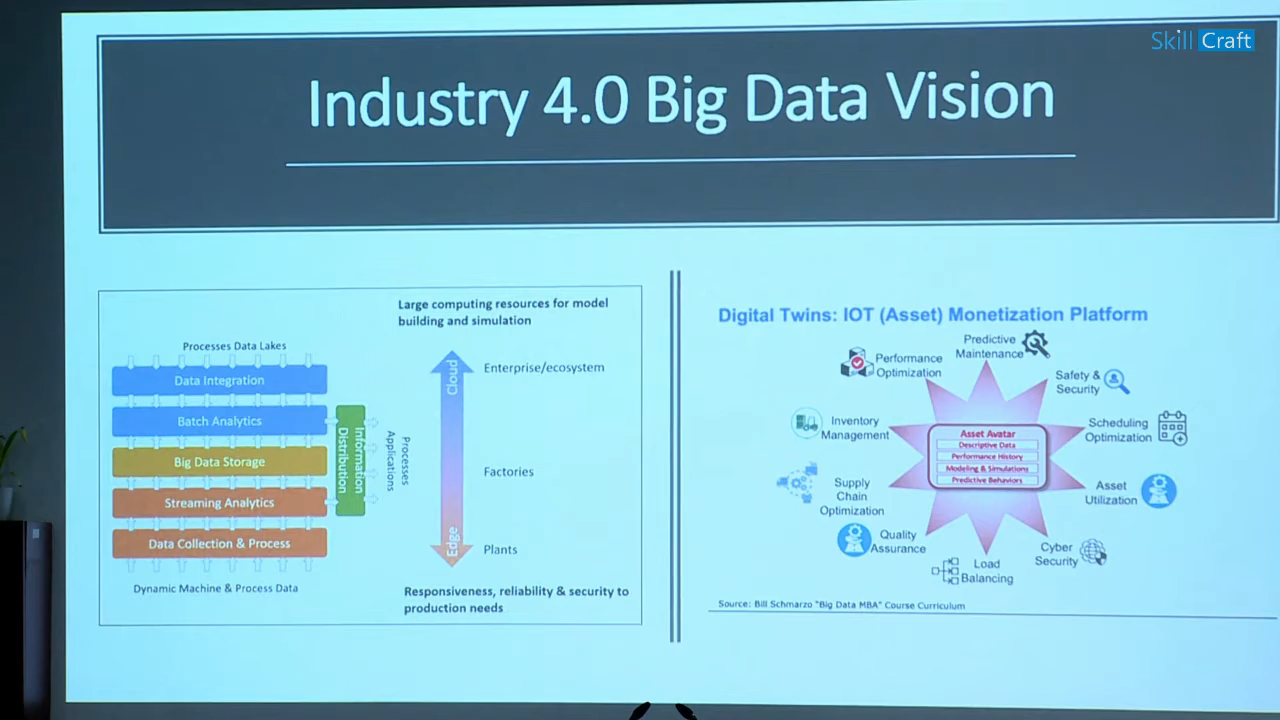 Skill Craft
Industry 4.0 Big Data Vision
Large computing resources for model
building and simulation
Processes Data Lakes
Data Integration
Batch Analytics
Big Data Storage
Streaming Analytics
Data Collection & Process
Dynamic Machine & Process Data
Information
Distribution
Processes
Applications
Cloud
Edge
Enterprise/ecosystem
Factories
Plants
Responsiveness, reliability & security to
production needs
Digital Twins: IOT (Asset) Monetization Platform
Predictive
Maintenance
Performance
Optimization
Safety &
Security
Inventory
Management
Scheduling
Optimization
Asset Avatar
Descriptive Data
Performance History
Modeling & Simulations
Predictive Behaviors
Supply
Chain
Optimization
Asset
Utilization
Quality
Assurance
Cyber
Security
Load
Balancing
Source: Bill Schmarzo "Big Data MBA" Course Curriculum